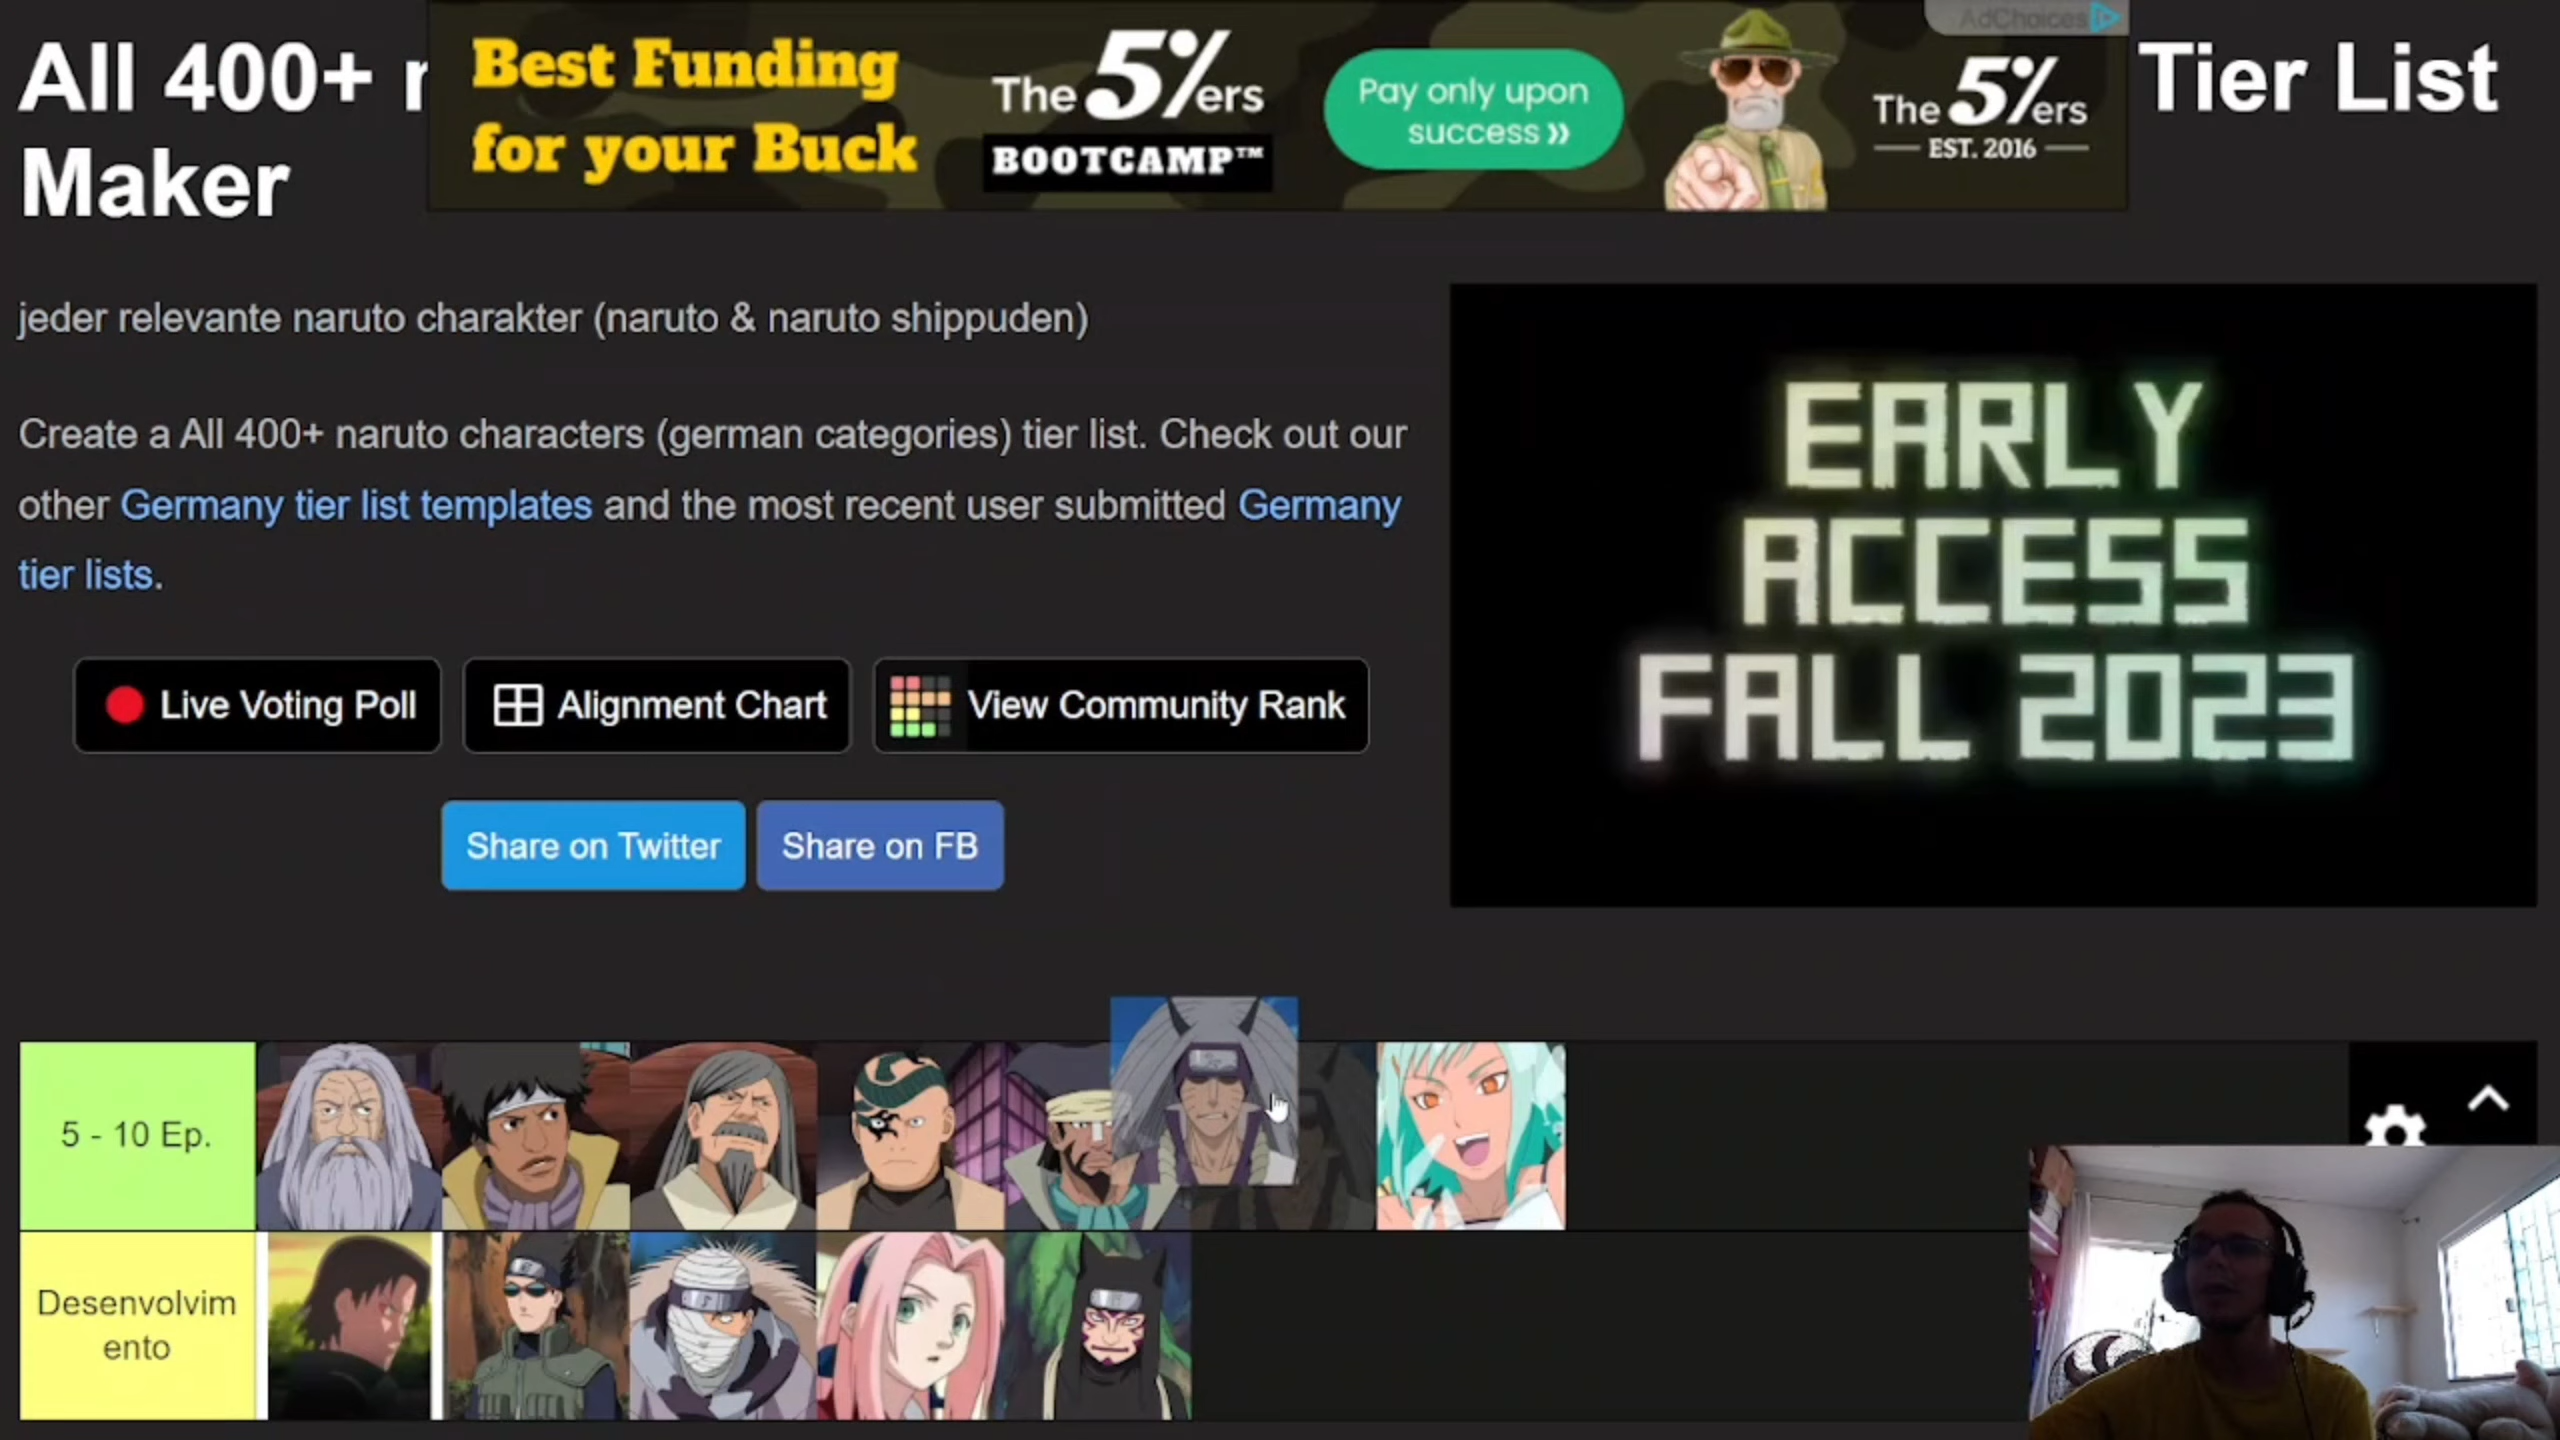 All 400+
Tier List
Maker
Best Funding
for your Buck
The 5%ers
BOOTCAMP™
Pay only upon
success »
AdChoices
The 5%ers
EST. 2016
jeder relevante naruto charakter (naruto & naruto shippuden)
Create a All 400+ naruto characters (german categories) tier list. Check out our
other Germany tier list templates and the most recent user submitted Germany
tier lists.
EARLY
ACCESS
FALL 2023
Live Voting Poll
Alignment Chart
View Community Rank
Share on Twitter
Share on FB
5 - 10 Ep.
Desenvolvim
ento